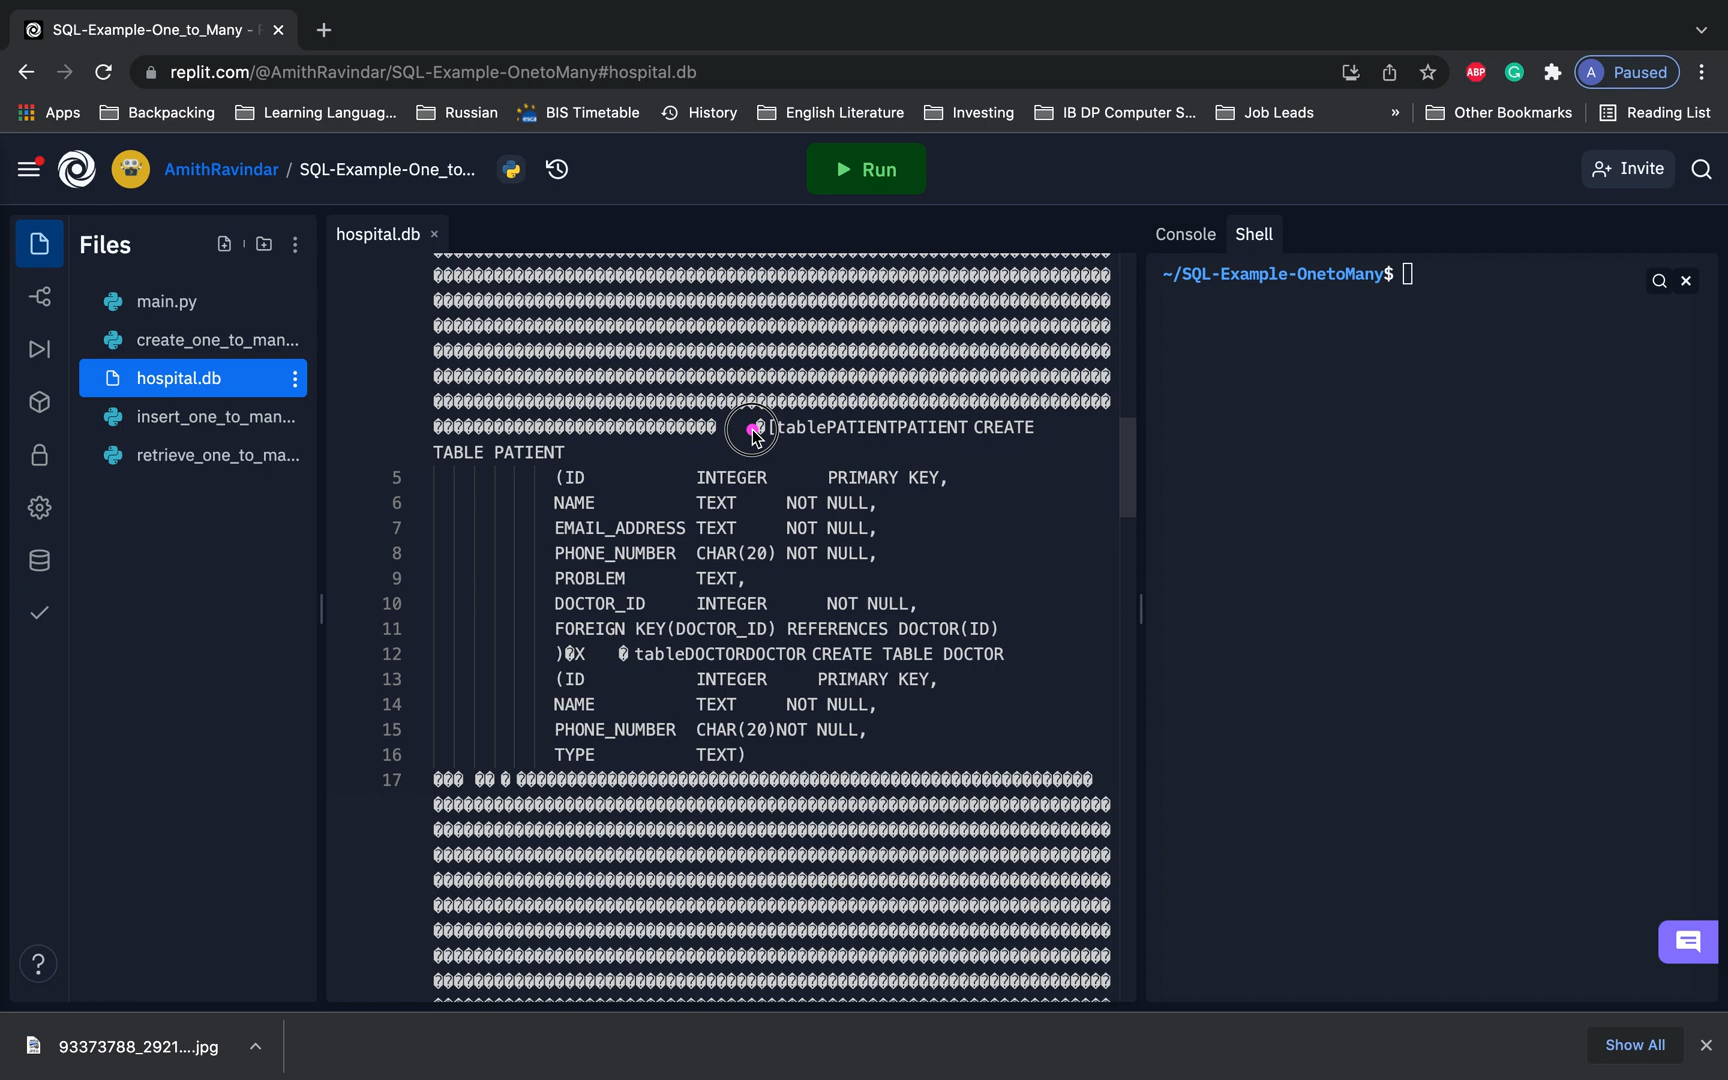 SQL-Example-One_to_Many -
replit.com/@AmithRavindar/SQL-Example-OnetoMany#hospital.db
ABP
A Paused
Apps Backpacking Learning Languag... Russian BIS Timetable History English Literature Investing IB DP Computer S... Job Leads » Other Bookmarks Reading List
AmithRavindar / SQL-Example-One_to...
Run
Invite
Files
main.py
create_one_to_man...
hospital.db
insert_one_to_man...
retrieve_one_to_ma...
hospital.db
[tablePATIENTPATIENT CREATE
TABLE PATIENT
5 (ID INTEGER PRIMARY KEY,
6 NAME TEXT NOT NULL,
7 EMAIL_ADDRESS TEXT NOT NULL,
8 PHONE_NUMBER CHAR(20) NOT NULL,
9 PROBLEM TEXT,
10 DOCTOR_ID INTEGER NOT NULL,
11 FOREIGN KEY(DOCTOR_ID) REFERENCES DOCTOR(ID)
12 )�X � tableDOCTORDOCTOR CREATE TABLE DOCTOR
13 (ID INTEGER PRIMARY KEY,
14 NAME TEXT NOT NULL,
15 PHONE_NUMBER CHAR(20)NOT NULL,
16 TYPE TEXT)
17
Console Shell
~/SQL-Example-OnetoMany$
?
93373788_2921....jpg
Show All